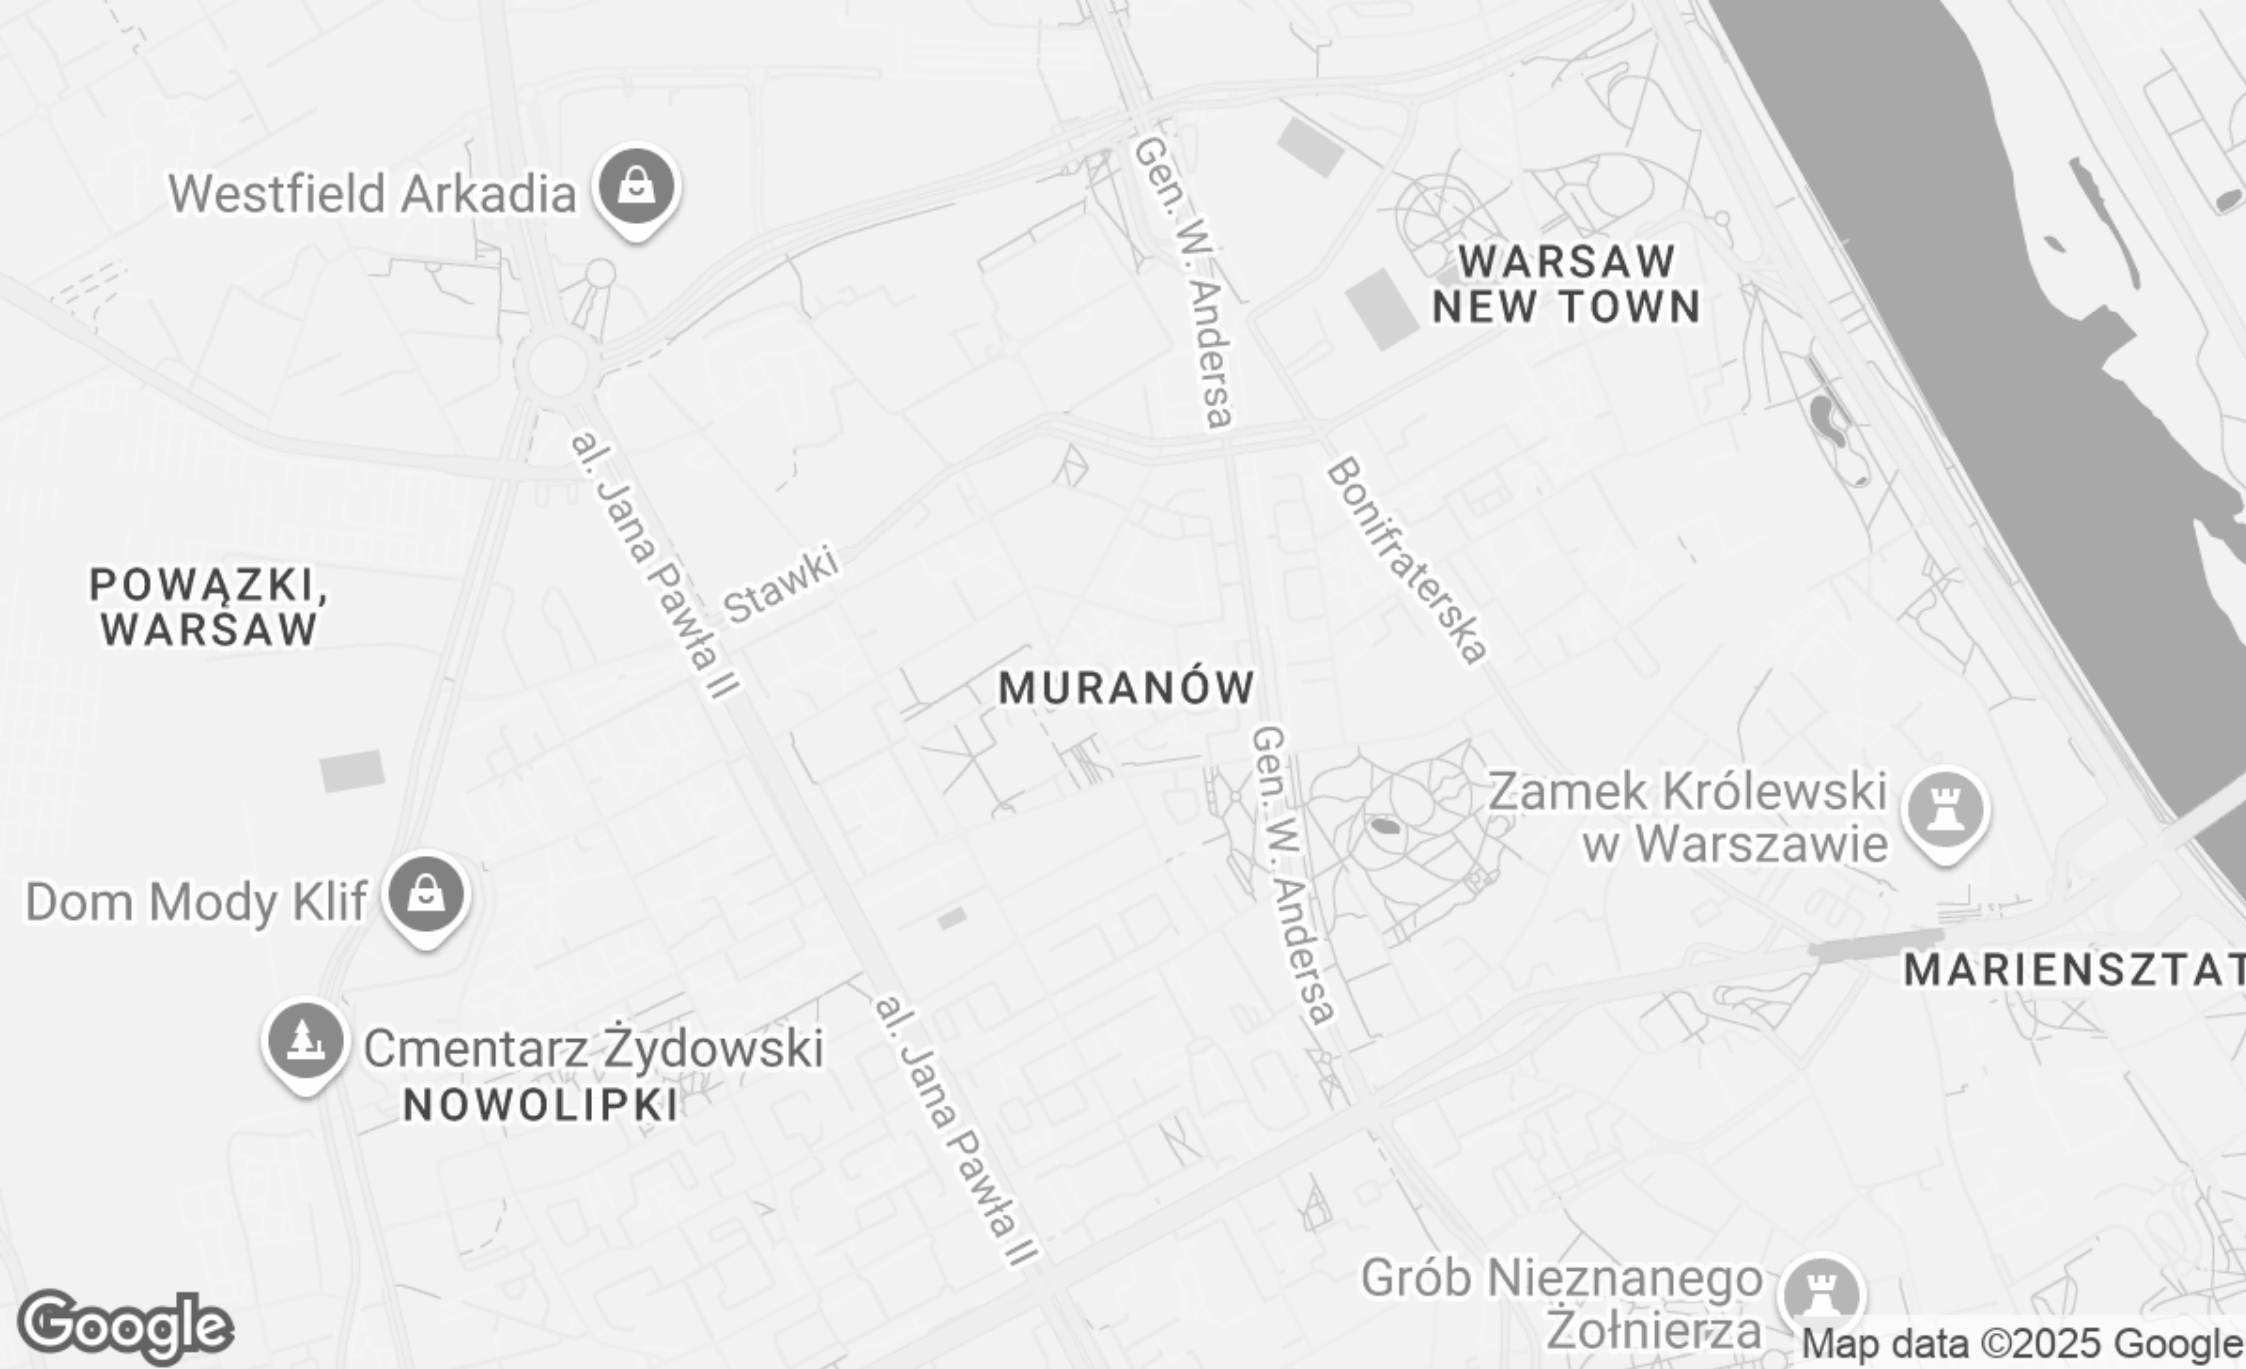 Gen. W. Andersa
Westfield Arkadia
WARSAW
NEW TOWN
al. Jana Pawła II
Stawki
Bonifraterska
POWĄZKI,
WARSAW
MURANÓW
Gen. W. Andersa
Zamek Królewski
w Warszawie
Dom Mody Klif
MARIENSZTAT
al. Jana Pawła II
Cmentarz Żydowski
NOWOLIPKI
Grób Nieznanego
Żołnierza
Google
Map data ©2025 Google